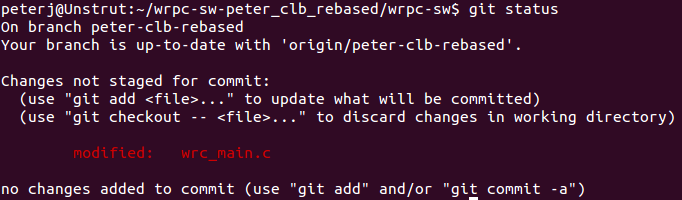 peterj@Unstrut:~/wrpc-sw-peter_clb_rebased/wrpc-sw$ git status
On branch peter-clb-rebased
Your branch is up-to-date with 'origin/peter-clb-rebased'.
Changes not staged for commit:
(use "git add <file>..." to update what will be committed)
(use "git checkout -- <file>..." to discard changes in working directory)
modified:   wrc_main.c
no changes added to commit (use "git add" and/or "git commit -a")